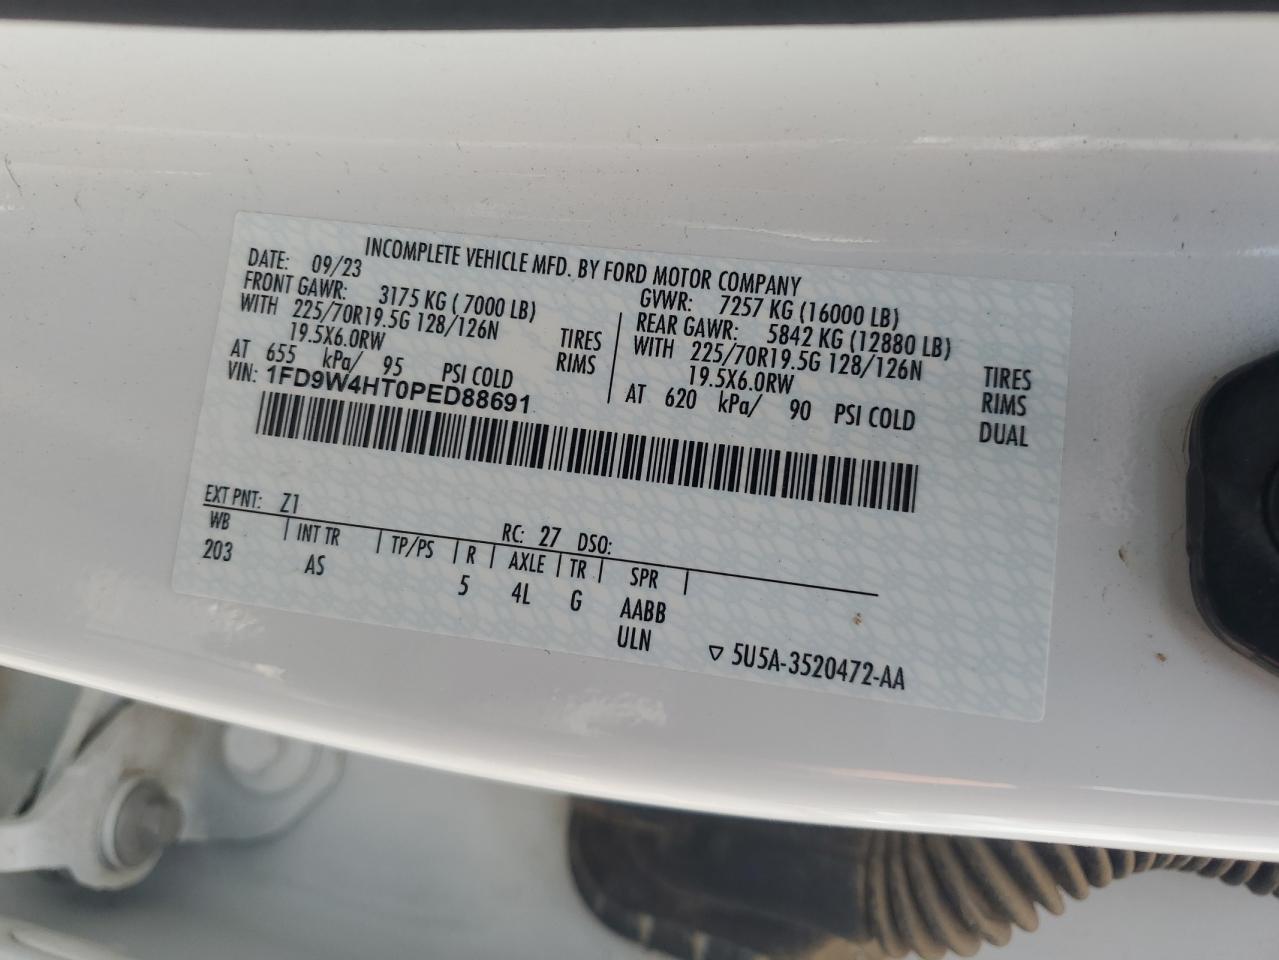 INCOMPLETE VEHICLE MFD. BY FORD MOTOR COMPANY
DATE: 09/23
GVWR: 7257 KG (16000 LB)
FRONT GAWR: 3175 KG ( 7000 LB)
REAR GAWR: 5842 KG (12880 LB)
WITH 225/70R19.5G 128/126N TIRES
WITH 225/70R19.5G 128/126N TIRES
19.5X6.0RW RIMS
19.5X6.0RW RIMS
AT 655 kPa/ 95 PSI COLD
AT 620 kPa/ 90 PSI COLD DUAL
VIN: 1FD9W4HT0PED88691
EXT PNT: Z1 RC: 27 DSO:
WB | INT TR | TP/PS | R | AXLE | TR | SPR |
203 AS 5 4L G AABB
ULN
▽ 5U5A-3520472-AA